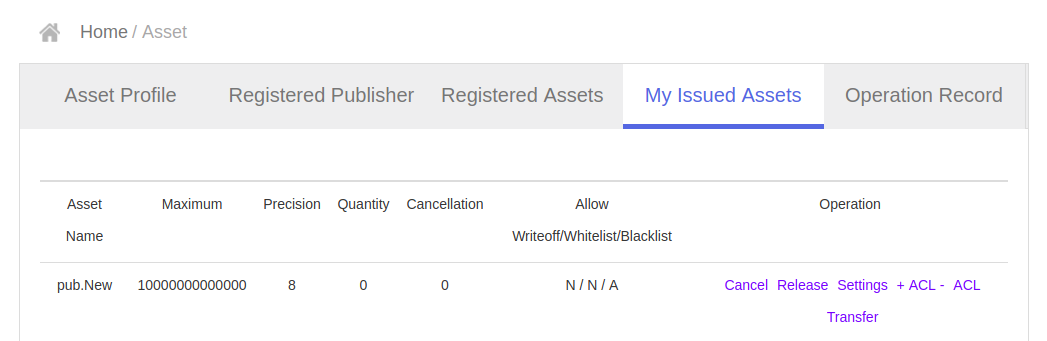 Home / Asset
Asset Profile Registered Publisher Registered Assets My Issued Assets Operation Record
Asset Name Maximum Precision Quantity Cancellation Allow Writeoff/Whitelist/Blacklist Operation
pub.New 10000000000000 8 0 0 N / N / A Cancel Release Settings + ACL - ACL
Transfer